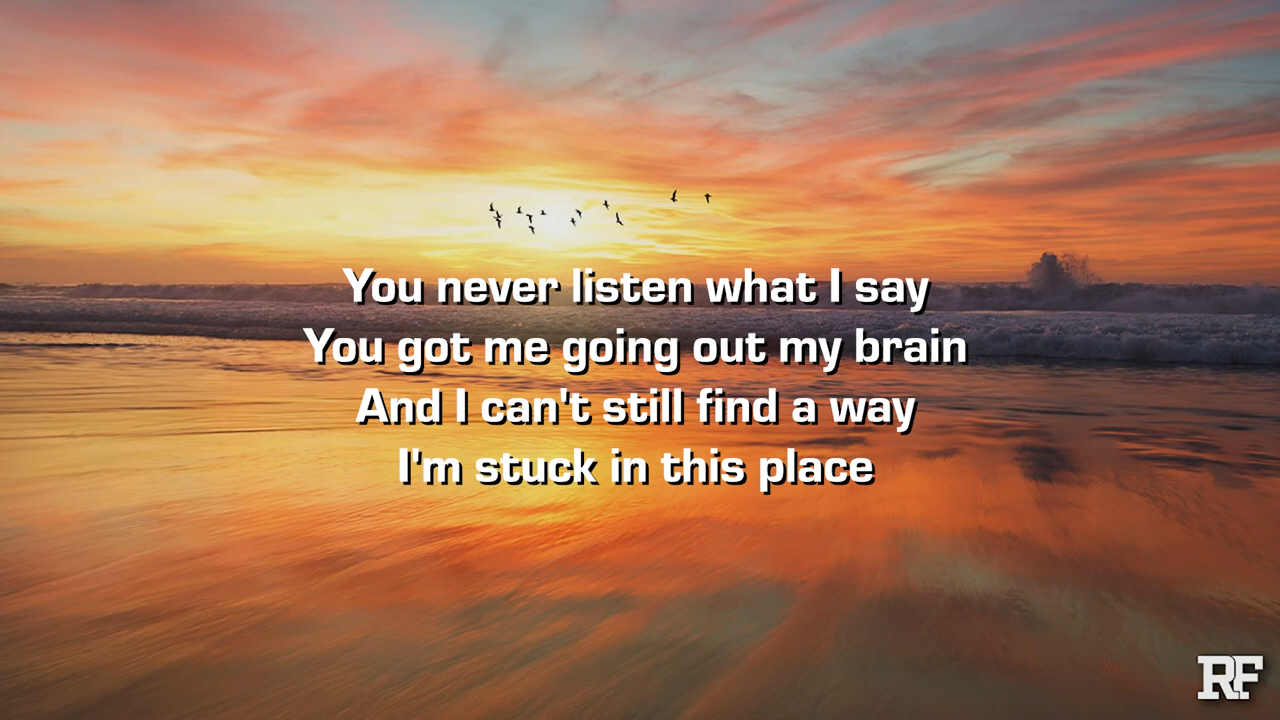 You never listen what I say
You got me going out my brain
And I can't still find a way
I'm stuck in this place
RF